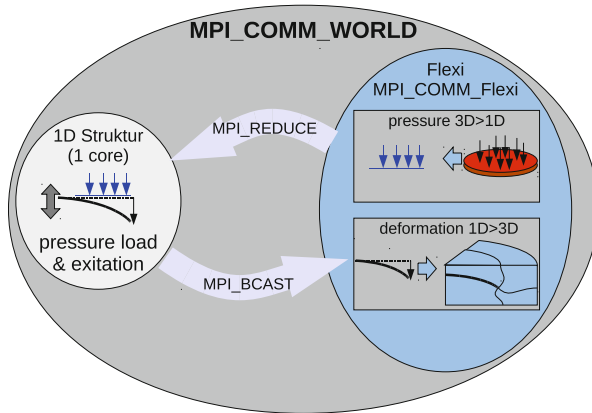 MPI_COMM_WORLD
Flexi
MPI_COMM_Flexi
pressure 3D>1D
MPI_REDUCE
1D Struktur
(1 core)
pressure load
& exitation
deformation 1D>3D
MPI_BCAST